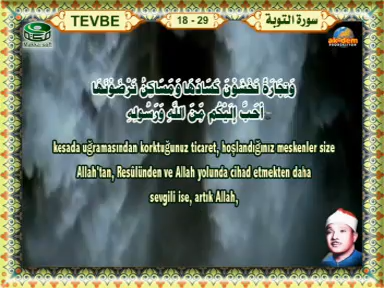 TEVBE
18 - 29
سورة التوبة
akdem
وَتِجَارَةٌ تَخْشَوْنَ كَسَادَهَا وَمَسَاكِنُ تَرْضَوْنَهَا
أَحَبَّ إِلَيْكُم مِّنَ اللَّهِ وَرَسُولِهِ
kesada uğramasından korktuğunuz ticaret, hoşlandığınız meskenler size
Allah'tan, Resûlünden ve Allah yolunda cihad etmekten daha
sevgili ise, artık Allah,